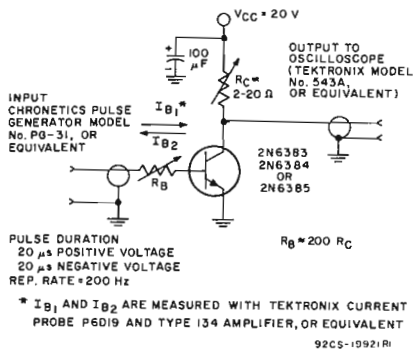 VCC = 20 V
+
100
μF
-
RC*
2-20 Ω
OUTPUT TO
OSCILLOSCOPE
(TEKTRONIX MODEL
No. 543A,
OR EQUIVALENT)
INPUT
CHRONETICS PULSE
GENERATOR MODEL
No. PG-31, OR
EQUIVALENT
IB1*
IB2
RB
2N6383
2N6384
OR
2N6385
RB≈200 RC
PULSE DURATION
20 μs POSITIVE VOLTAGE
20 μs NEGATIVE VOLTAGE
REP. RATE = 200 Hz
* IB1 AND IB2 ARE MEASURED WITH TEKTRONIX CURRENT
PROBE P6019 AND TYPE 134 AMPLIFIER, OR EQUIVALENT
92CS-19921R1